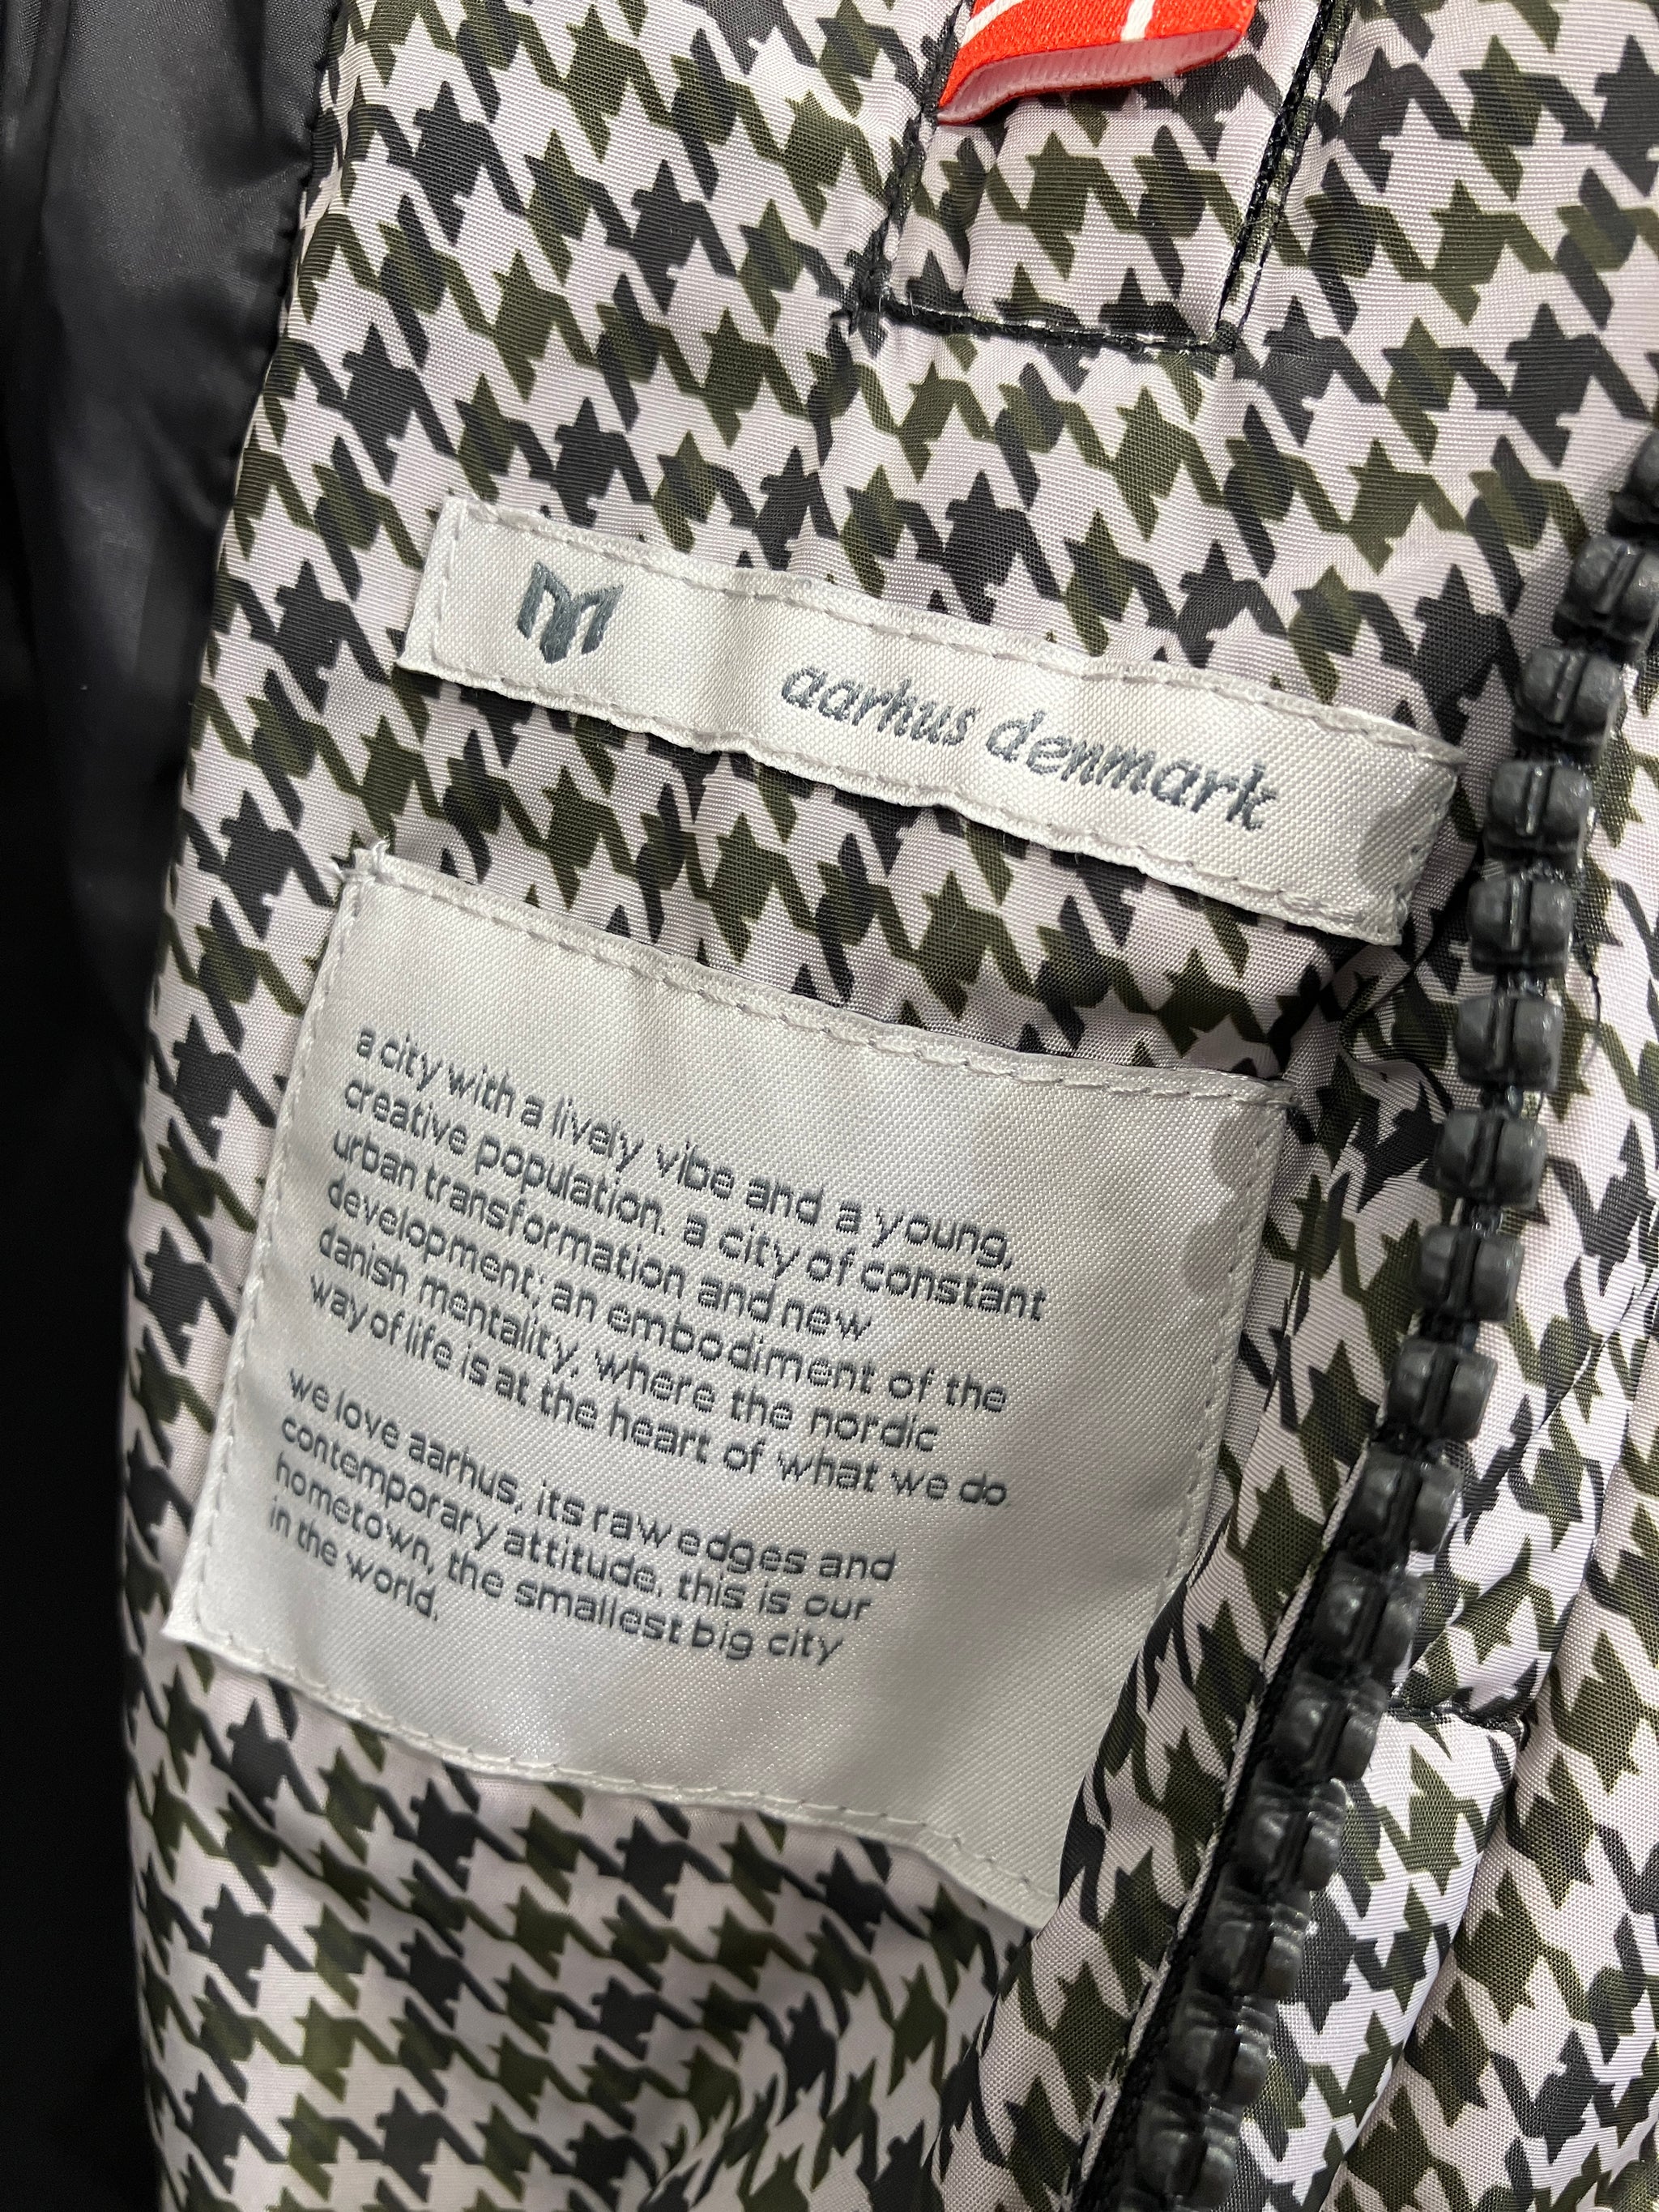 aarhus denmark
a city with a lively vibe and a young,
creative population. a city of constant
urban transformation and new
development; an embodiment of the
danish mentality, where the nordic
way of life is at the heart of what we do.
we love aarhus, its raw edges and
contemporary attitude. this is our
hometown, the smallest big city
in the world.